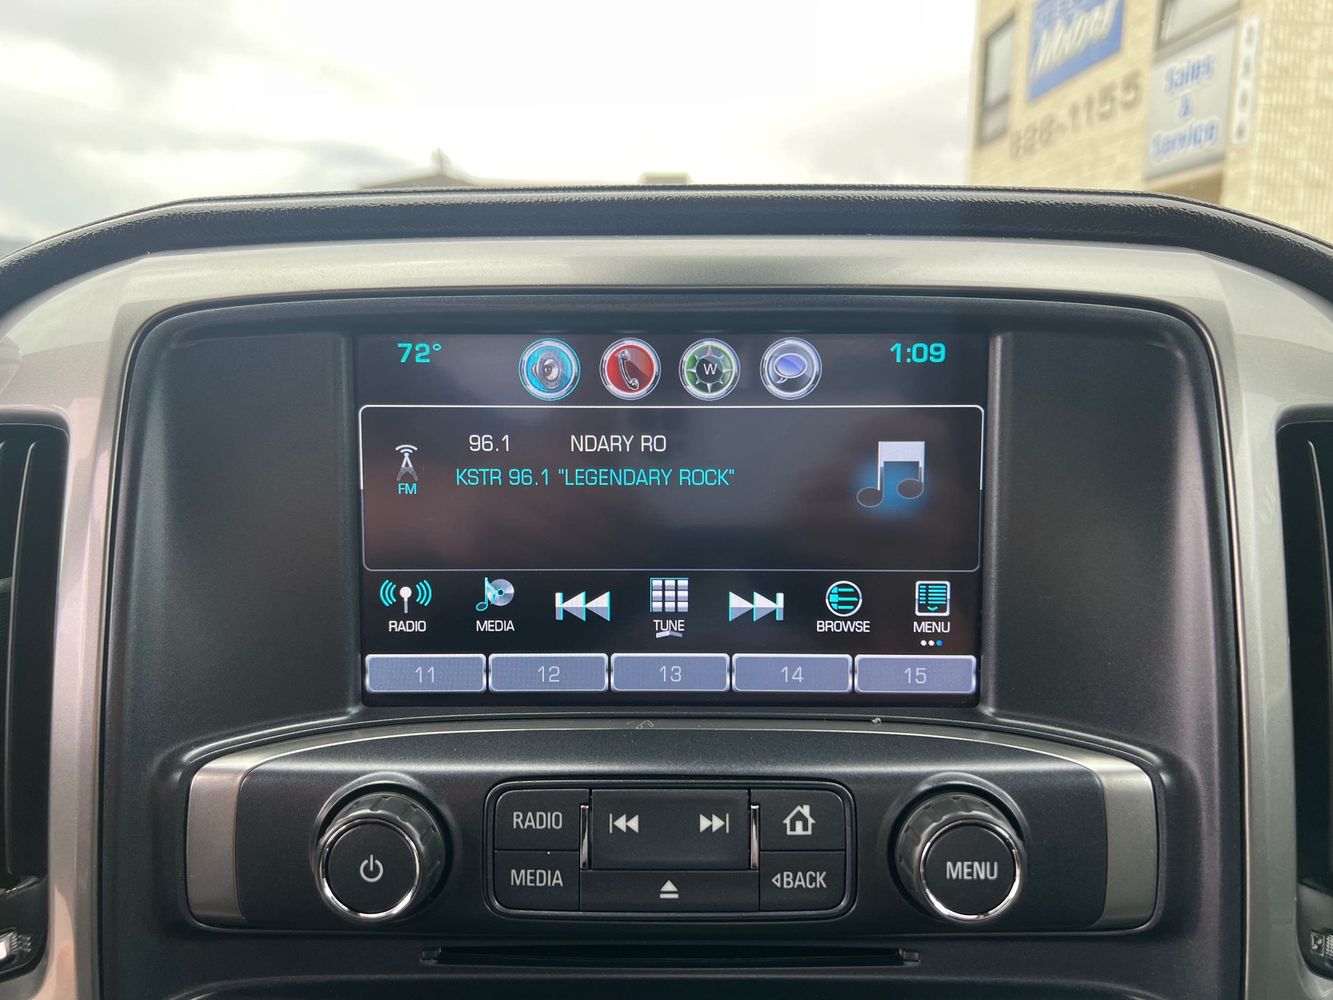 Motors
Sales
&
Service
72°
W
1:09
96.1 NDARY RO
FM
KSTR 96.1 "LEGENDARY ROCK"
RADIO
MEDIA
TUNE
BROWSE
MENU
11
12
13
14
15
RADIO
MEDIA
BACK
MENU